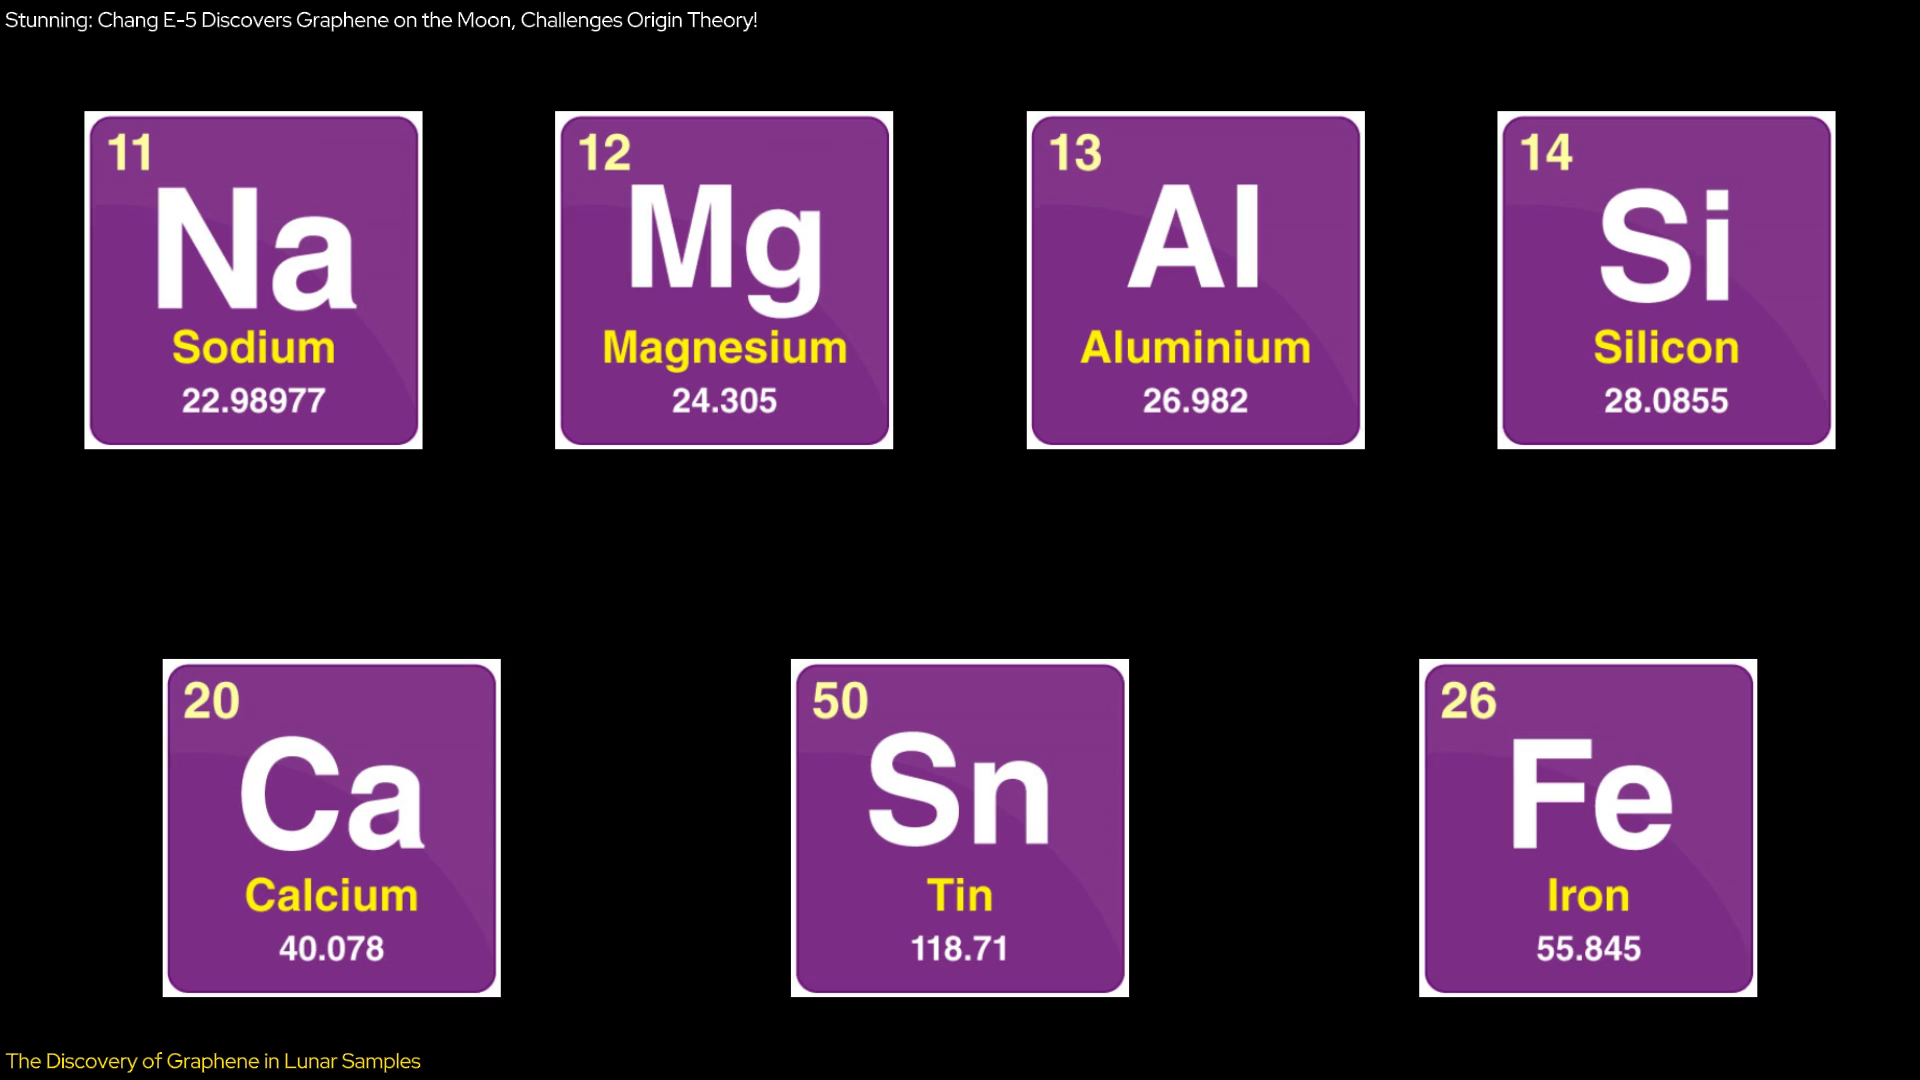 Stunning: Chang E-5 Discovers Graphene on the Moon, Challenges Origin Theory!
11
Na
Sodium
22.98977
12
Mg
Magnesium
24.305
13
Al
Aluminium
26.982
14
Si
Silicon
28.0855
20
Ca
Calcium
40.078
50
Sn
Tin
118.71
26
Fe
Iron
55.845
The Discovery of Graphene in Lunar Samples